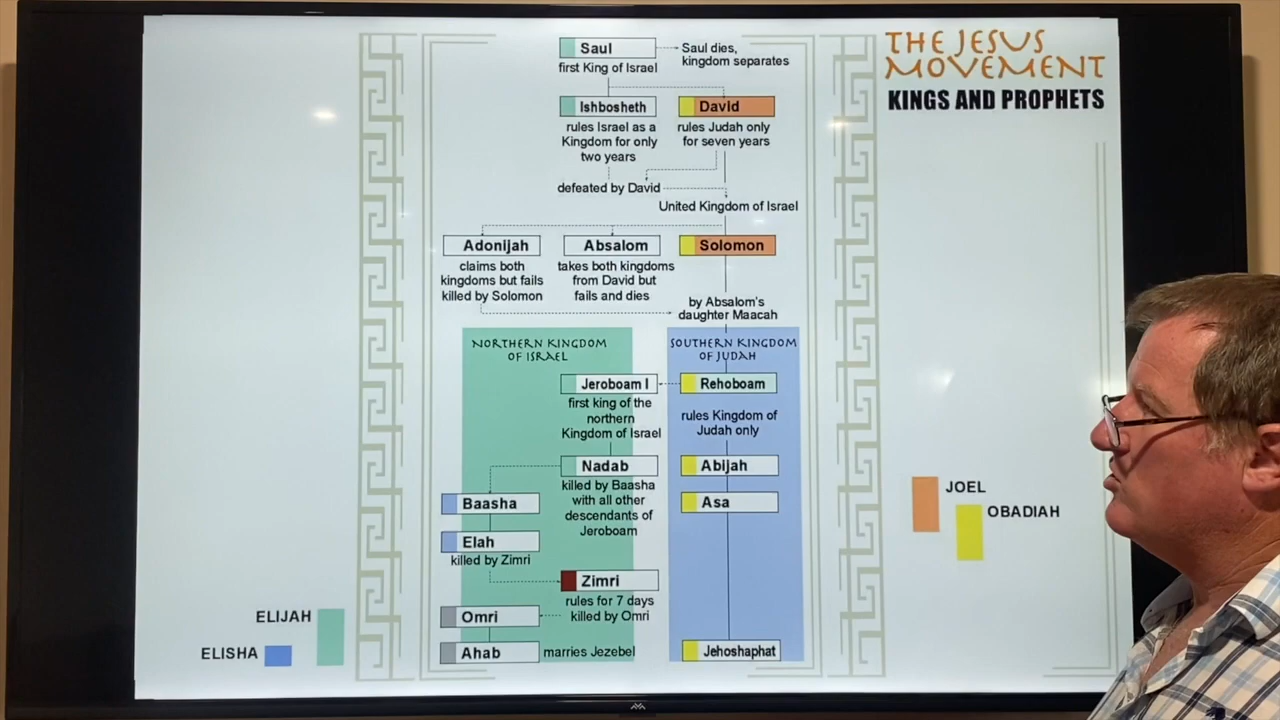 THE JESUS
MOVEMENT
KINGS AND PROPHETS
Saul
first King of Israel
Saul dies,
kingdom separates
Ishbosheth
rules Israel as a
Kingdom for only
two years
David
rules Judah only
for seven years
defeated by David
United Kingdom of Israel
Adonijah
claims both
kingdoms but fails
killed by Solomon
Absalom
takes both kingdoms
from David but
fails and dies
Solomon
by Absalom's
daughter Maacah
NORTHERN KINGDOM
OF ISRAEL
SOUTHERN KINGDOM
OF JUDAH
Jeroboam I
first king of the
northern
Kingdom of Israel
Rehoboam
rules Kingdom of
Judah only
Nadab
killed by Baasha
with all other
descendants of
Jeroboam
Abijah
Baasha
Asa
Elah
killed by Zimri
Zimri
rules for 7 days
killed by Omri
Omri
Ahab
marries Jezebel
Jehoshaphat
JOEL
OBADIAH
ELIJAH
ELISHA